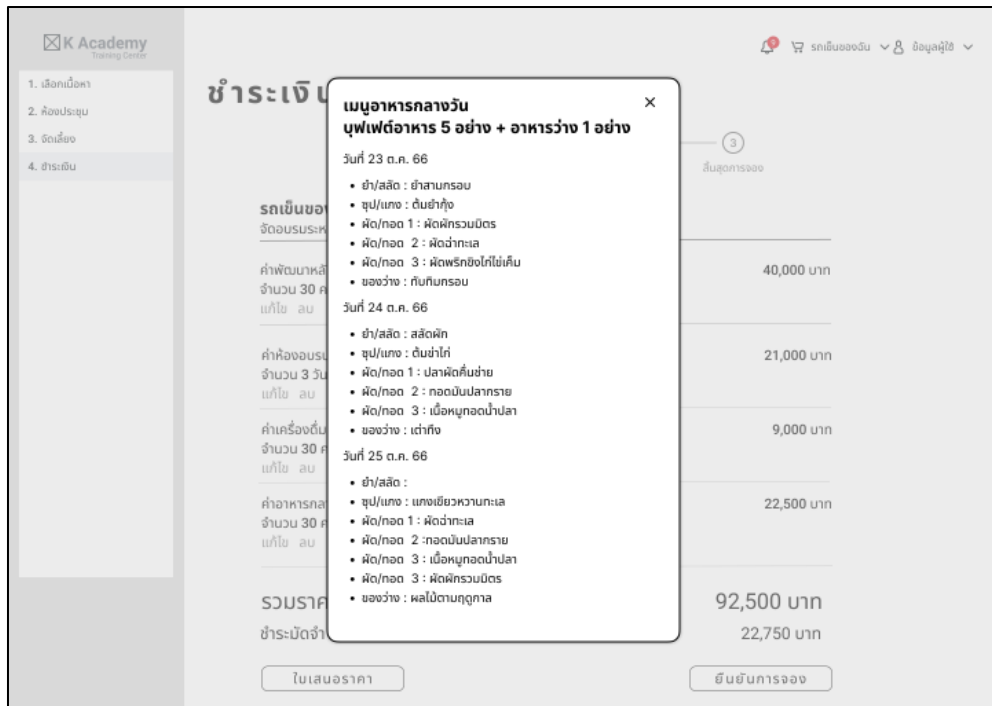 K Academy
Training Center
1. เลือกเนื้อหา
2. ห้องประชุม
3. จัดเลี้ยง
4. ชำระเงิน
รถเข็นของฉัน
ข้อมูลผู้ใช้
ชำระเงิน
3
สิ้นสุดการจอง
เมนูอาหารกลางวัน
บุฟเฟต์อาหาร 5 อย่าง + อาหารว่าง 1 อย่าง
วันที่ 23 ต.ค. 66
• ยำ/สลัด : ยำสามกรอบ
• ซุป/แกง : ต้มยำกุ้ง
• ผัด/ทอด 1 : ผัดผักรวมมิตร
• ผัด/ทอด 2 : ผัดฉ่าทะเล
• ผัด/ทอด 3 : ผัดพริกขิงไก่ไข่เค็ม
• ของว่าง : ทับทิมกรอบ
วันที่ 24 ต.ค. 66
• ยำ/สลัด : สลัดผัก
• ซุป/แกง : ต้มข่าไก่
• ผัด/ทอด 1 : ปลาผัดคื่นช่าย
• ผัด/ทอด 2 : ทอดมันปลากราย
• ผัด/ทอด 3 : เนื้อหมูทอดน้ำปลา
• ของว่าง : เต่าทึง
วันที่ 25 ต.ค. 66
• ยำ/สลัด :
• ซุป/แกง : แกงเขียวหวานทะเล
• ผัด/ทอด 1 : ผัดฉ่าทะเล
• ผัด/ทอด 2 :ทอดมันปลากราย
• ผัด/ทอด 3 : เนื้อหมูทอดน้ำปลา
• ผัด/ทอด 3 : ผัดผักรวมมิตร
• ของว่าง : ผลไม้ตามฤดูกาล
รถเข็นของ
จัดอบรมระห
ค่าพัฒนาหลั
40,000 บาท
จำนวน 30 ค
แก้ไข ลบ
ค่าห้องอบรม
21,000 บาท
จำนวน 3 วัน
แก้ไข ลบ
ค่าเครื่องดื่ม
9,000 บาท
จำนวน 30 ค
แก้ไข ลบ
ค่าอาหารกลา
22,500 บาท
จำนวน 30 ค
แก้ไข ลบ
รวมราค
92,500 บาท
ชำระมัดจำ
22,750 บาท
ใบเสนอราคา
ยืนยันการจอง